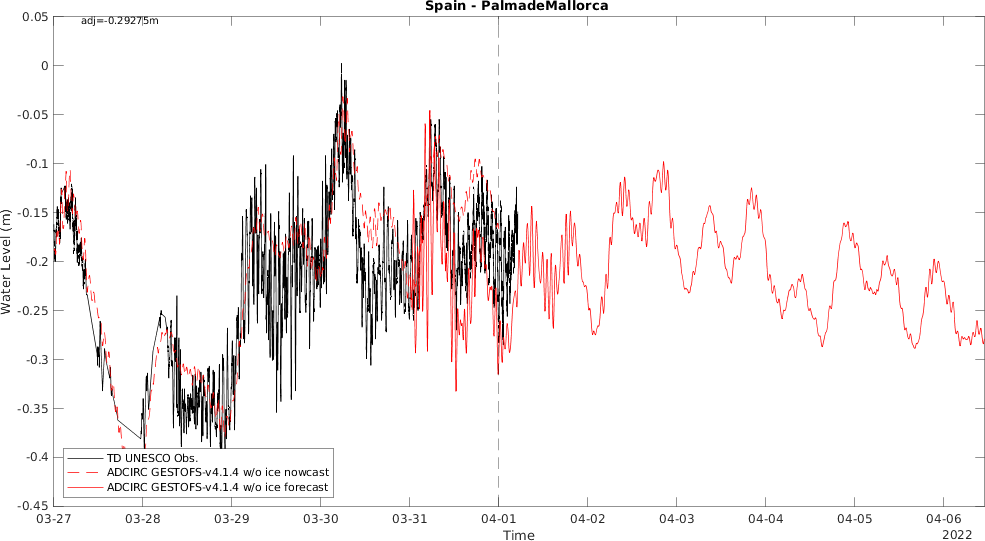 Spain - PalmadeMallorca
adj=-0.29275m
0.05
0
-0.05
-0.1
-0.15
-0.2
-0.25
-0.3
-0.35
-0.4
-0.45
Water Level (m)
TD UNESCO Obs.
ADCIRC GESTOFS-v4.1.4 w/o ice nowcast
ADCIRC GESTOFS-v4.1.4 w/o ice forecast
03-27 03-28 03-29 03-30 03-31 04-01 04-02 04-03 04-04 04-05 04-06
Time
2022